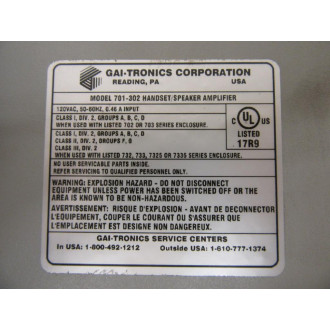 GAI-TRONICS CORPORATION
READING, PA USA
MODEL 701-302 HANDSET/SPEAKER AMPLIFIER
120VAC, 50-60HZ, 0.46 A INPUT
CLASS I, DIV. 2, GROUPS A, B, C, D
WHEN USED WITH LISTED 702 OR 703 SERIES ENCLOSURE.
CLASS I, DIV. 2, GROUPS A, B, C, D
CLASS II, DIV. 2 GROUPS F, G
CLASS III, DIV. 2
WHEN USED WITH LISTED 732, 733, 7325 OR 7335 SERIES ENCLOSURE.
NO USER SERVICEABLE PARTS INSIDE.
REFER SERVICING TO QUALIFIED PERSONNEL ONLY.
C UL US
LISTED
17R9
WARNING: EXPLOSION HAZARD - DO NOT DISCONNECT
EQUIPMENT UNLESS POWER HAS BEEN SWITCHED OFF OR THE
AREA IS KNOWN TO BE NON-HAZARDOUS.
AVERTISSEMENT: RISQUE D'EXPLOSION - AVANT DE DECONNECTOR
L'EQUIPEMENT, COUPER LE COURANT OU S'ASSURER QUE
L'EMPLACEMENT EST DESIGNE NON DANGEREUX.
GAI-TRONICS SERVICE CENTERS
In USA: 1-800-492-1212 Outside USA: 1-610-777-1374